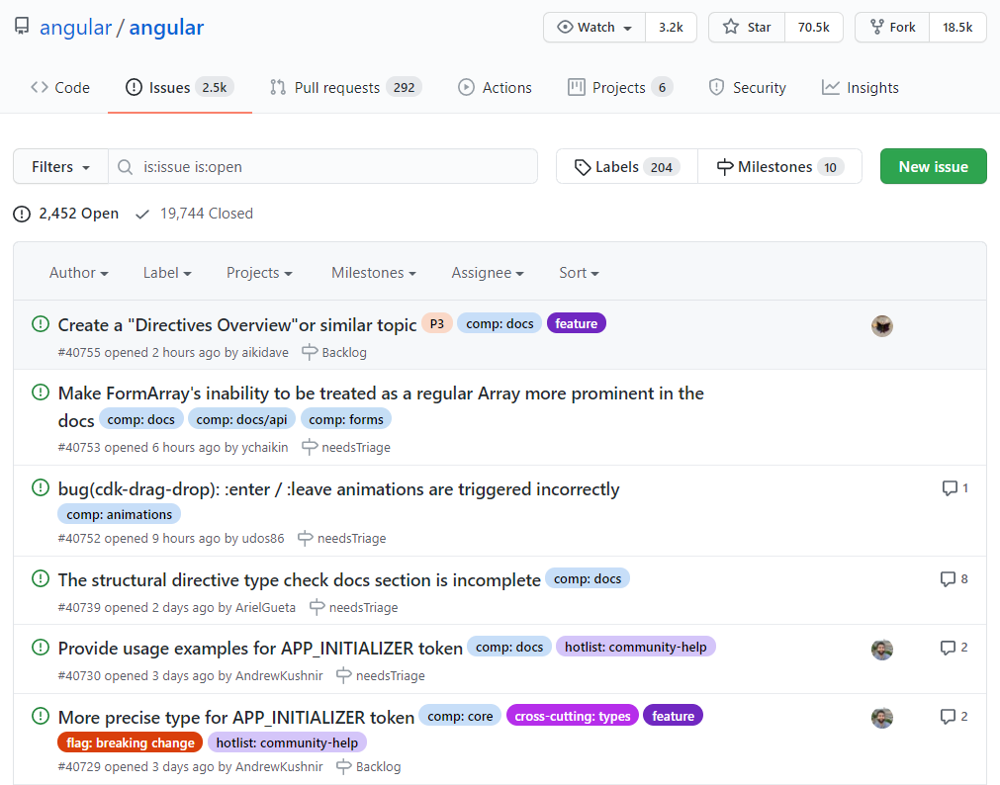 angular / angular Watch 3.2k Star 70.5k Fork 18.5k
Code Issues 2.5k Pull requests 292 Actions Projects 6 Security Insights
Filters is:issue is:open Labels 204 Milestones 10 New issue
2,452 Open 19,744 Closed
Author Label Projects Milestones Assignee Sort
Create a "Directives Overview"or similar topic P3 comp: docs feature
#40755 opened 2 hours ago by aikidave Backlog
Make FormArray's inability to be treated as a regular Array more prominent in the
docs comp: docs comp: docs/api comp: forms
#40753 opened 6 hours ago by ychaikin needsTriage
bug(cdk-drag-drop): :enter / :leave animations are triggered incorrectly 1
comp: animations
#40752 opened 9 hours ago by udos86 needsTriage
The structural directive type check docs section is incomplete comp: docs 8
#40739 opened 2 days ago by ArielGueta needsTriage
Provide usage examples for APP_INITIALIZER token comp: docs hotlist: community-help 2
#40730 opened 3 days ago by AndrewKushnir needsTriage
More precise type for APP_INITIALIZER token comp: core cross-cutting: types feature 2
flag: breaking change hotlist: community-help
#40729 opened 3 days ago by AndrewKushnir Backlog